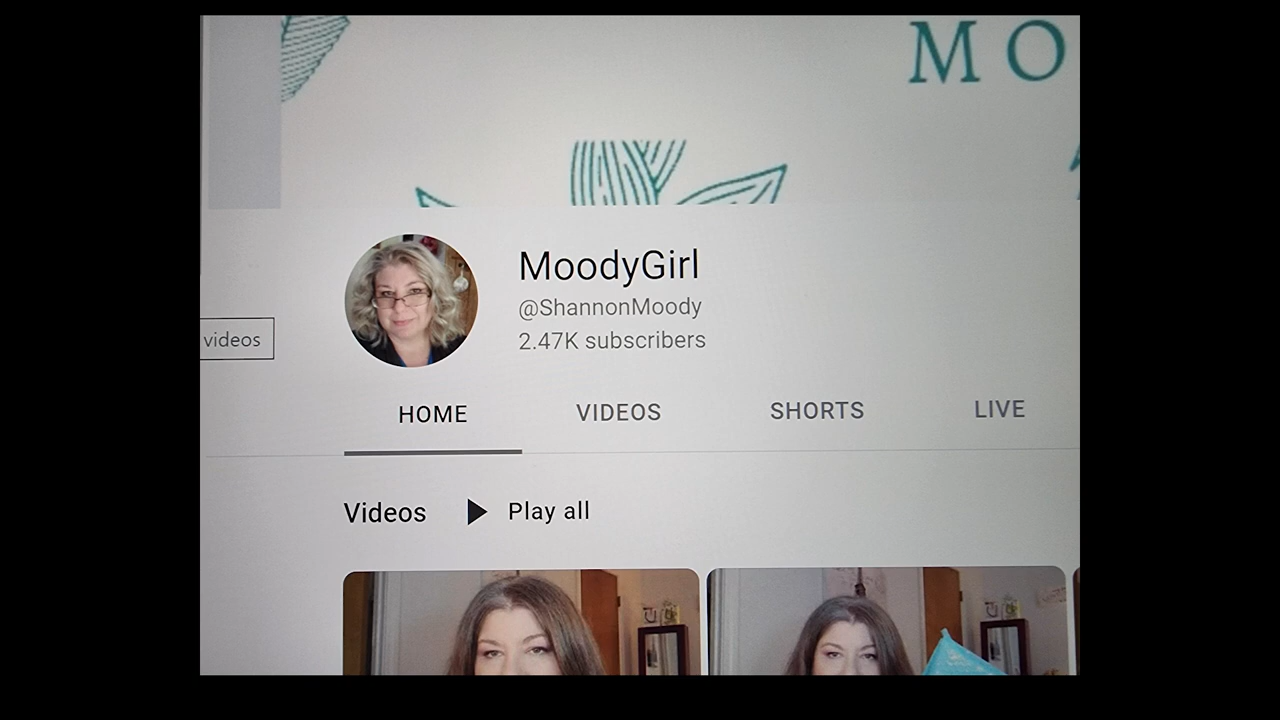 MO
MoodyGirl
@ShannonMoody
2.47K subscribers
videos
HOME VIDEOS SHORTS LIVE
Videos Play all